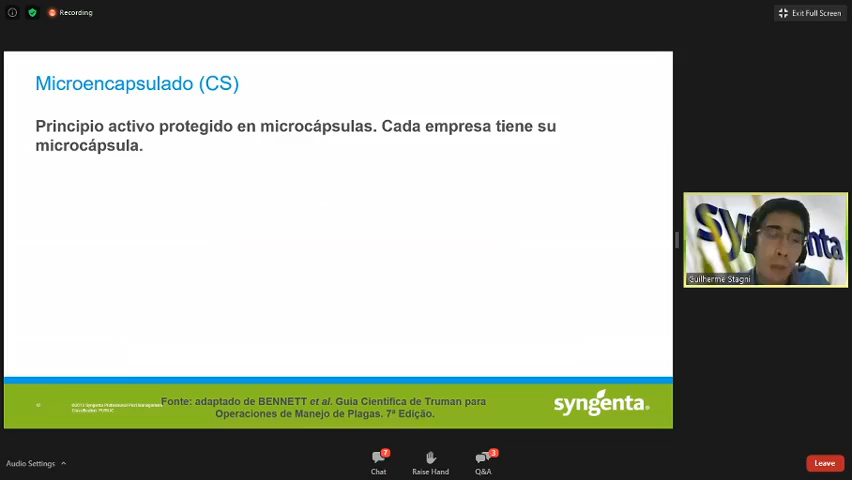 Recording
Exit Full Screen
Microencapsulado (CS)
Principio activo protegido en microcápsulas. Cada empresa tiene su
microcápsula.
syngenta
Guilherme Stagni
Fonte: adaptado de BENNETT et al. Guia Científica de Truman para
Operaciones de Manejo de Plagas. 7ª Edição.
syngenta.
Audio Settings
7
3
Chat
Raise Hand
Q&A
Leave